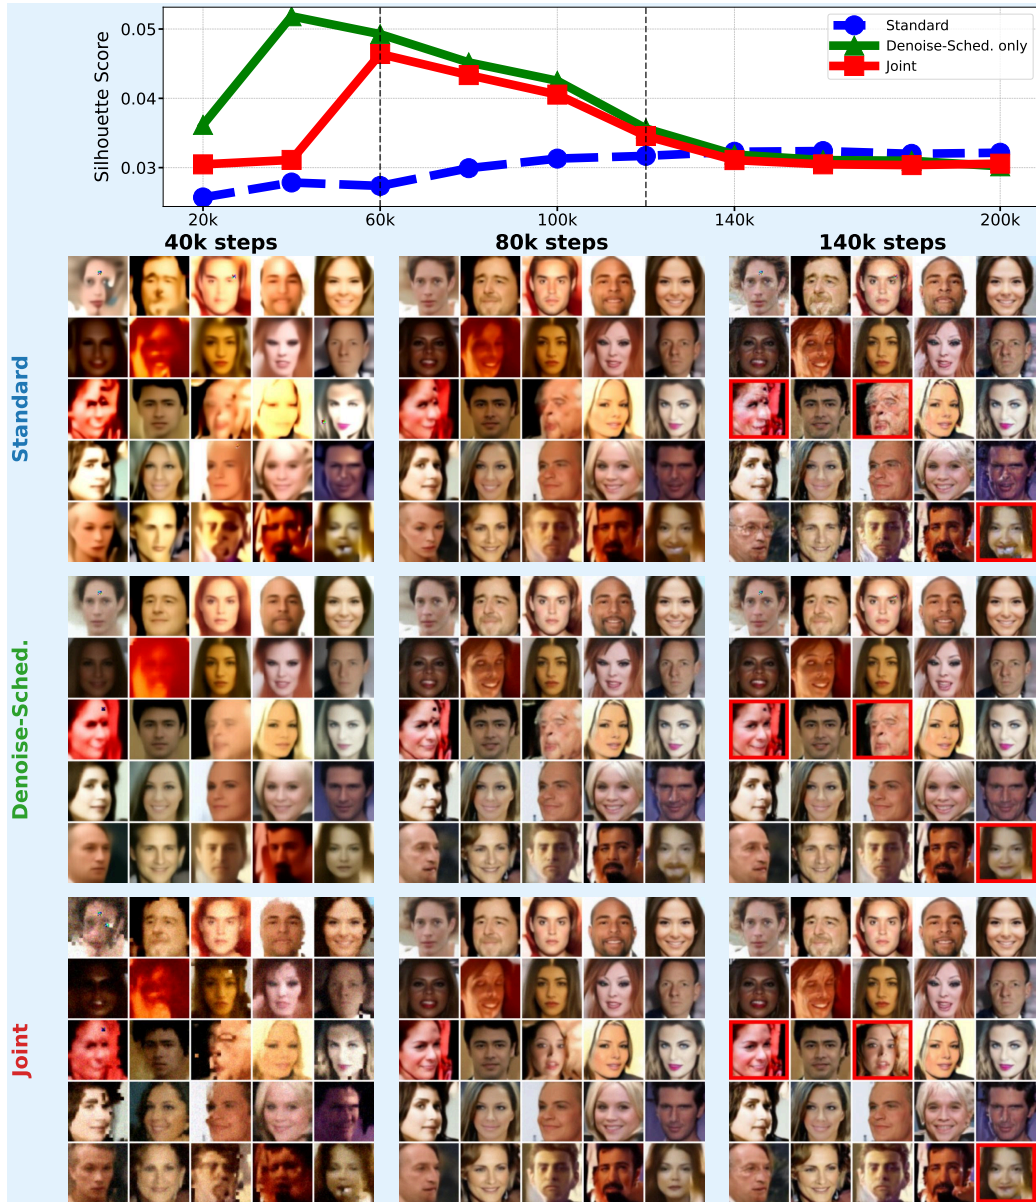 0.05
0.04
0.03
Silhouette Score
Standard
Denoise-Sched. only
Joint
20k
60k
100k
140k
200k
40k steps
80k steps
140k steps
Standard
Denoise-Sched.
Joint